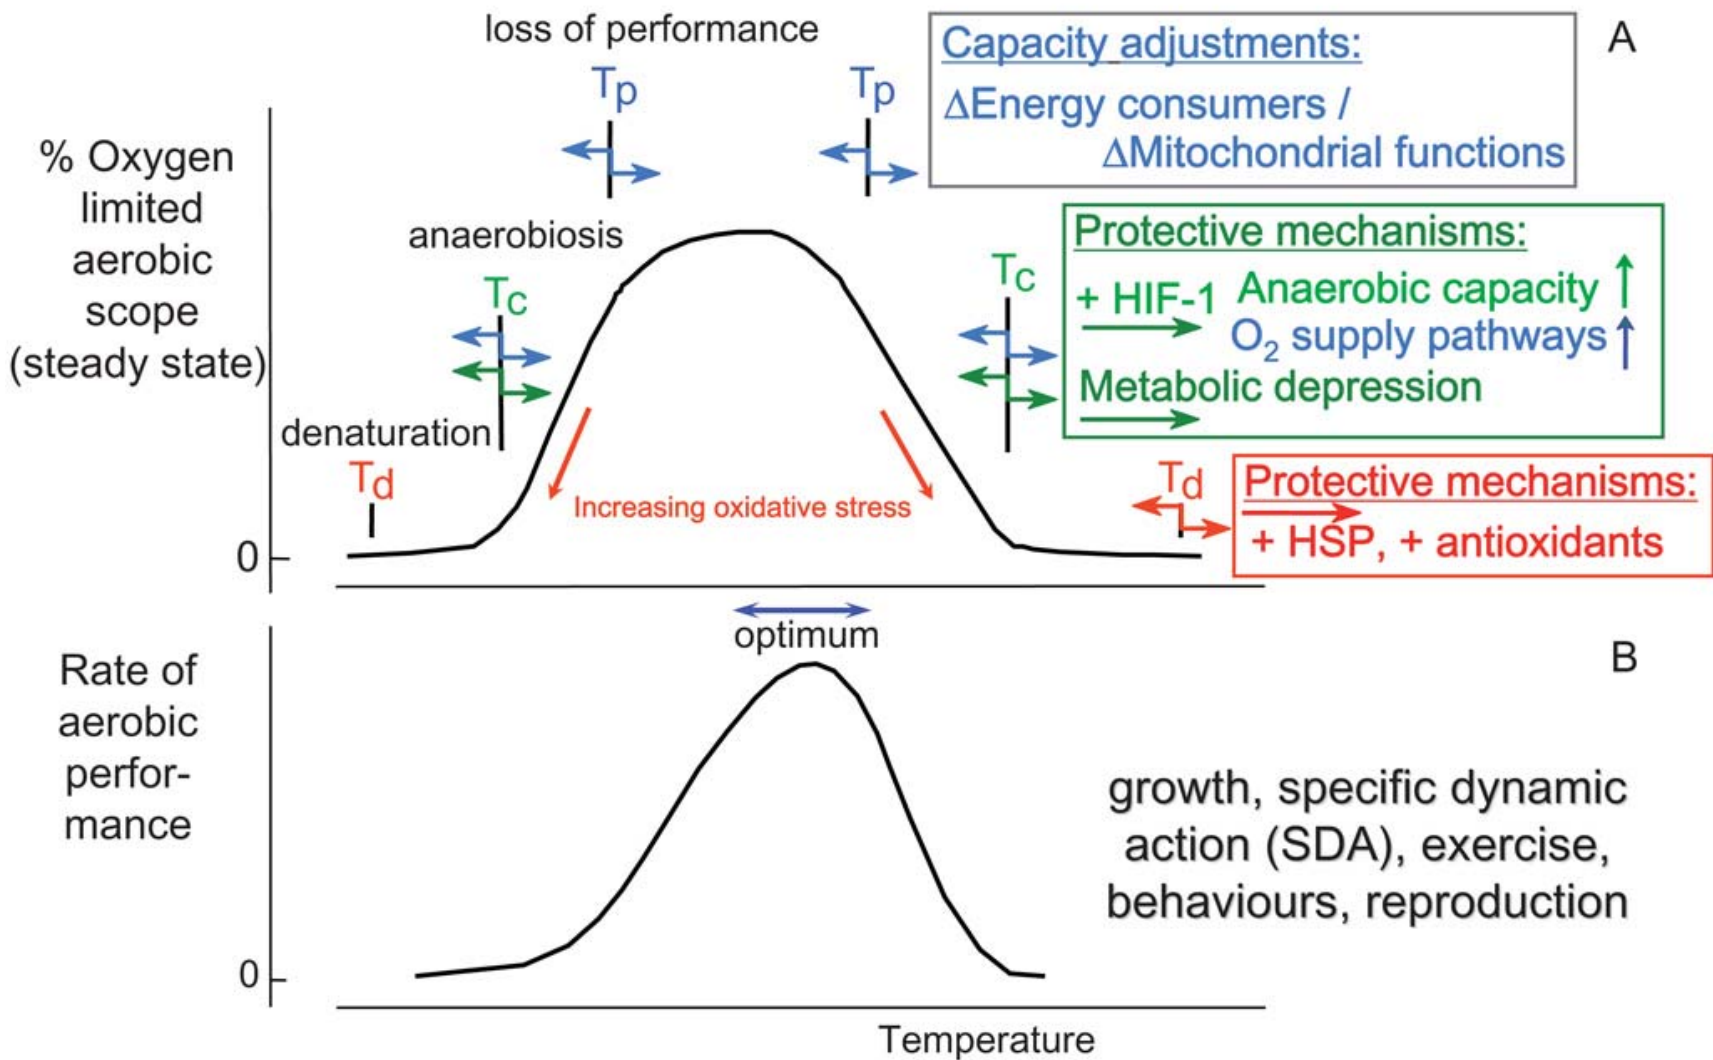 loss of performance
A
Tp
Tp
Capacity adjustments:
ΔEnergy consumers /
ΔMitochondrial functions
% Oxygen
limited
aerobic
scope
(steady state)
anaerobiosis
Tc
Tc
Protective mechanisms:
+ HIF-1 Anaerobic capacity
O2 supply pathways
Metabolic depression
denaturation
Td
Increasing oxidative stress
Td
Protective mechanisms:
+ HSP, + antioxidants
0
optimum
B
Rate of
aerobic
perfor-
mance
growth, specific dynamic
action (SDA), exercise,
behaviours, reproduction
0
Temperature